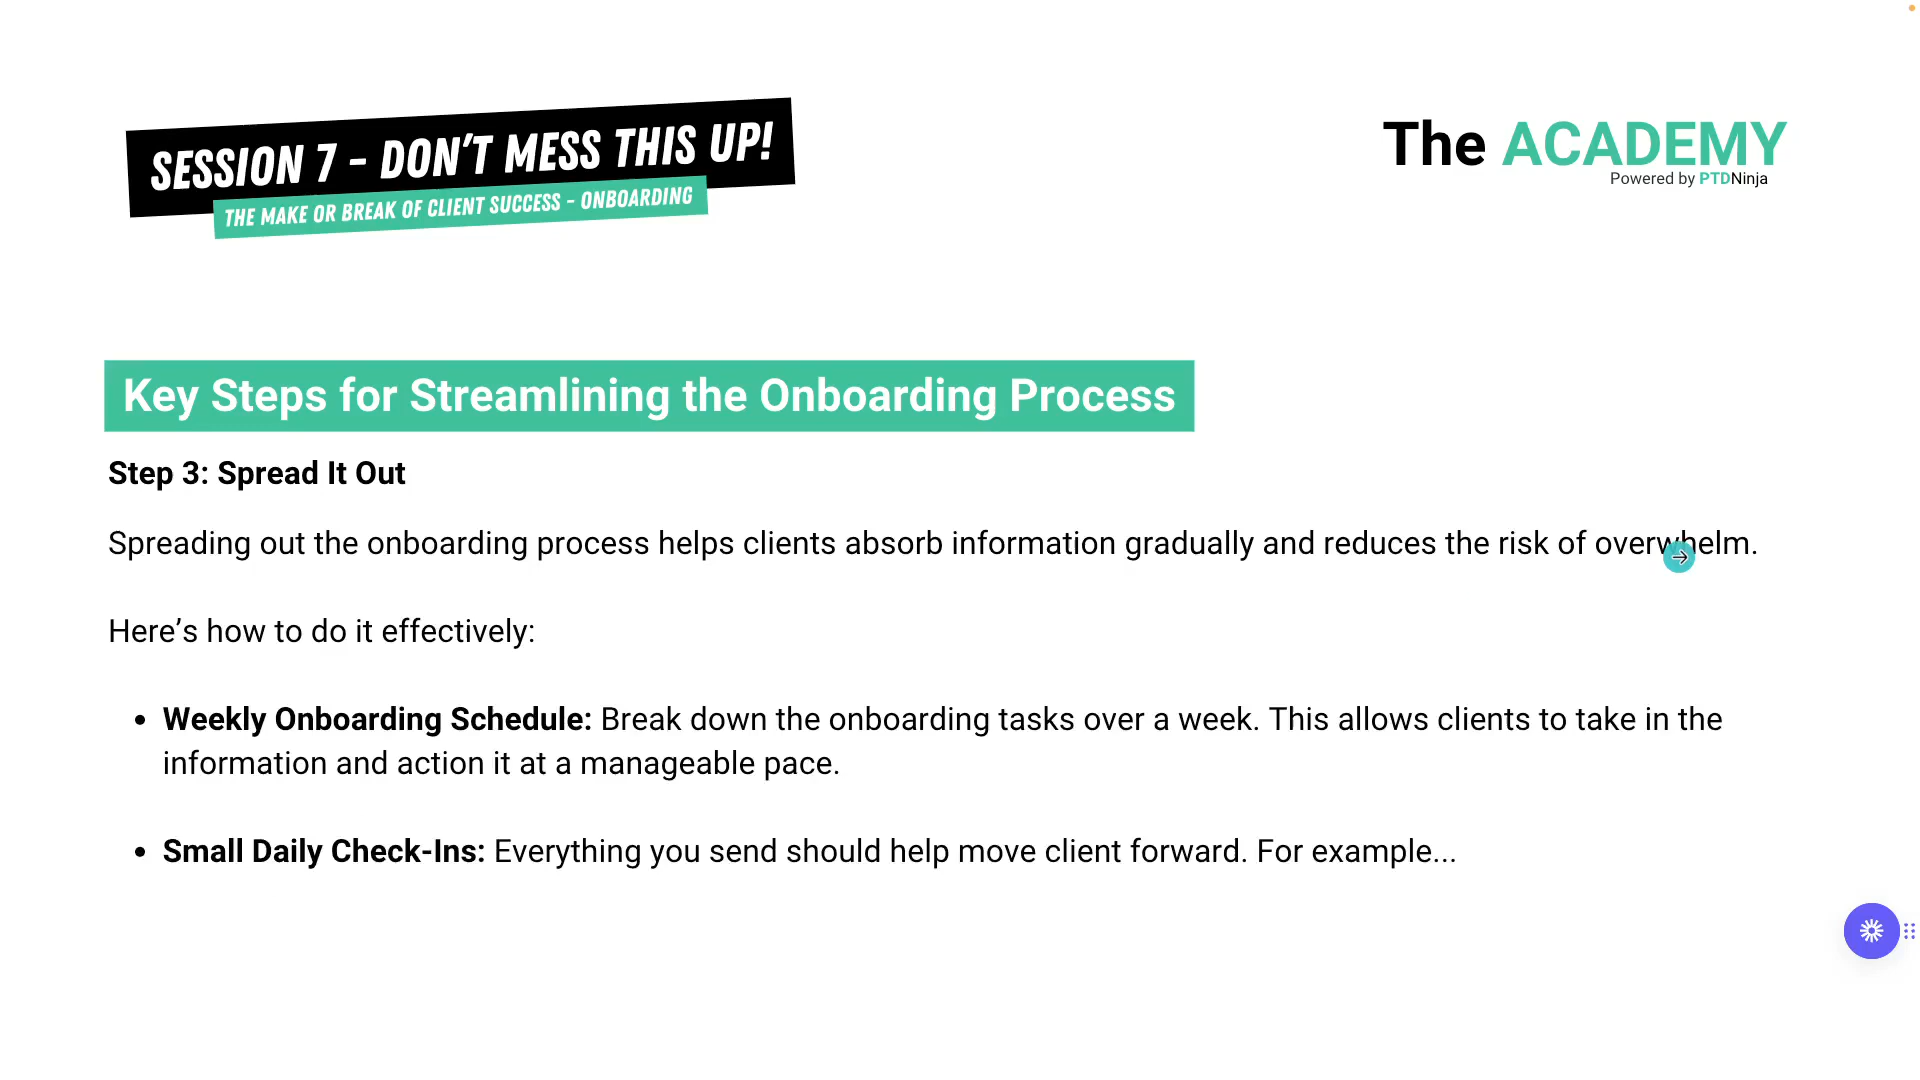 SESSION 7 - DON'T MESS THIS UP!
THE MAKE OR BREAK OF CLIENT SUCCESS - ONBOARDING
The ACADEMY
Powered by PTDNinja
Key Steps for Streamlining the Onboarding Process
Step 3: Spread It Out
Spreading out the onboarding process helps clients absorb information gradually and reduces the risk of overwhelm.
Here’s how to do it effectively:
• Weekly Onboarding Schedule: Break down the onboarding tasks over a week. This allows clients to take in the
information and action it at a manageable pace.
• Small Daily Check-Ins: Everything you send should help move client forward. For example...